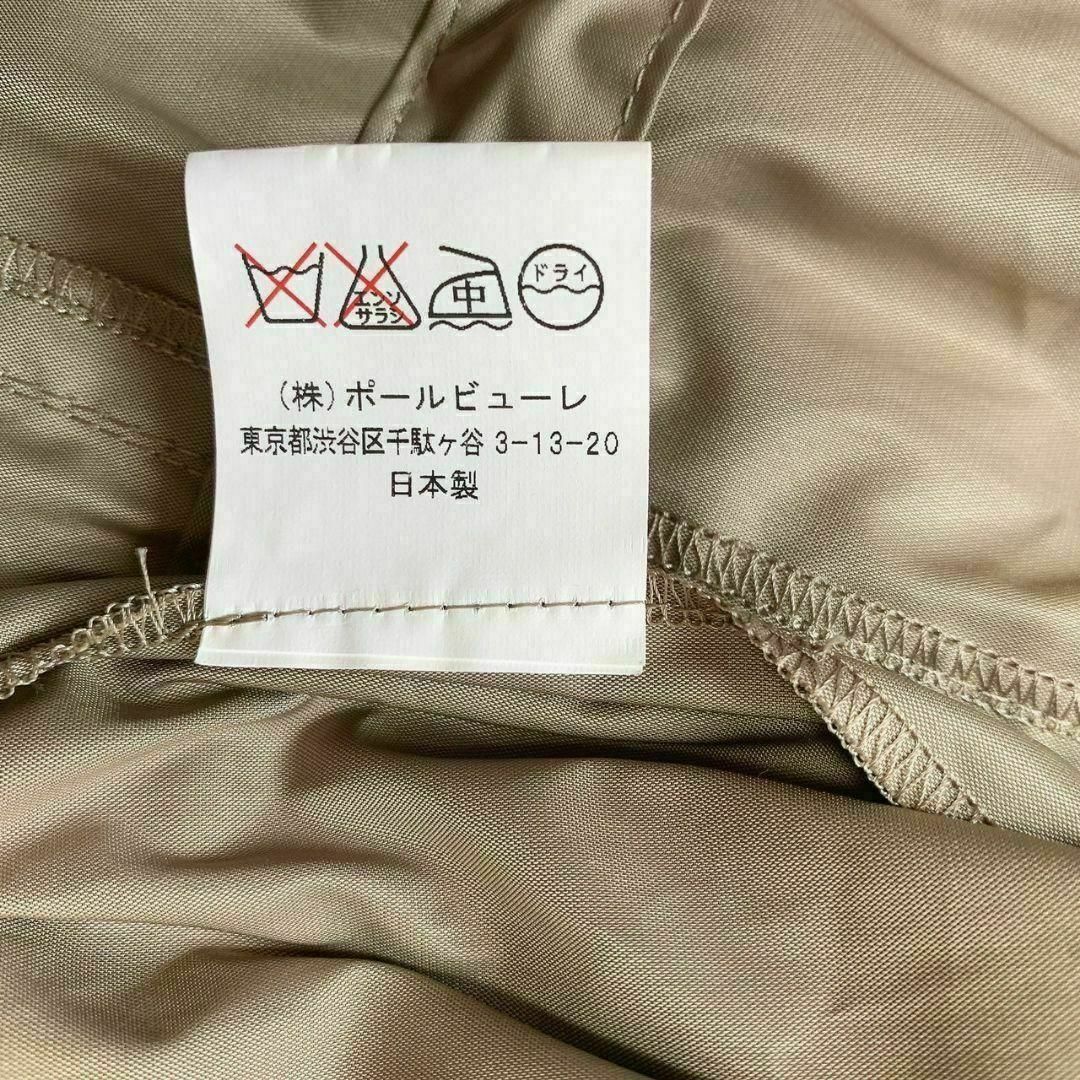 エンソ サラシ 中 ドライ
(株)ポールビューレ
東京都渋谷区千駄ヶ谷 3-13-20
日本製